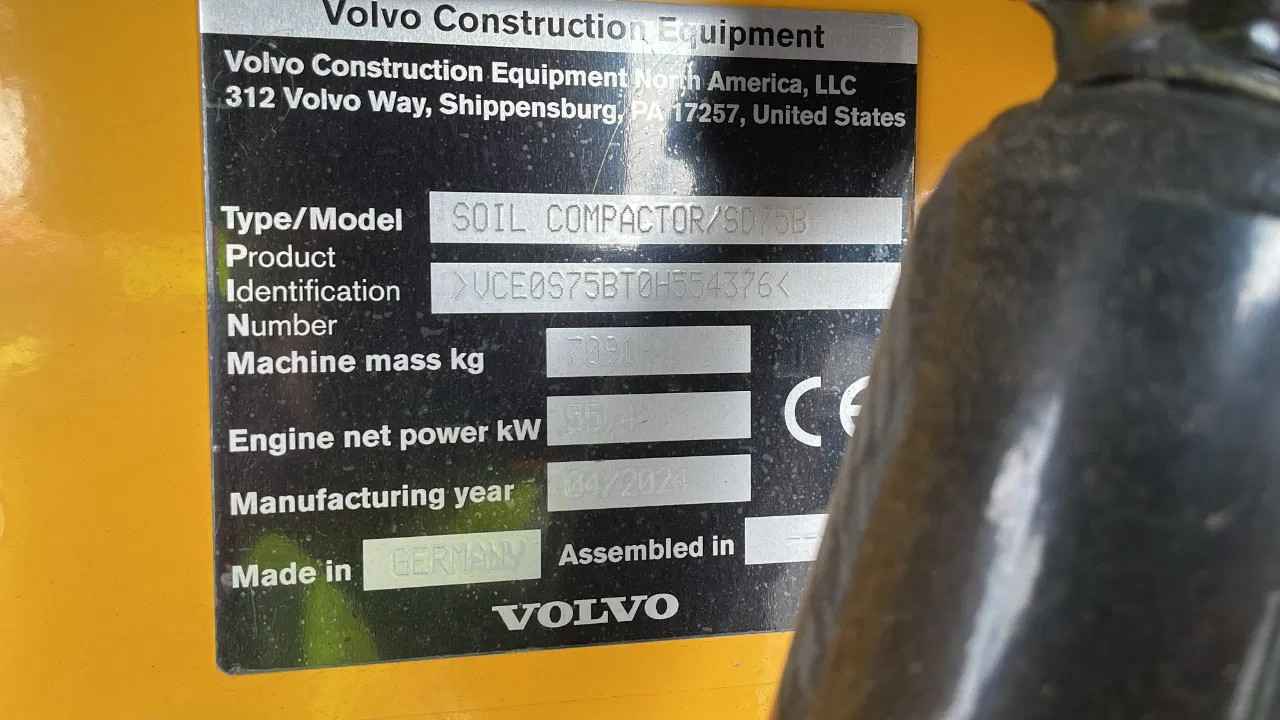 Volvo Construction Equipment
Volvo Construction Equipment North America, LLC
312 Volvo Way, Shippensburg, PA 17257, United States
Type/Model SOIL COMPACTOR/SD75B
Product
Identification >VCE0S75BT0H554376<
Number
Machine mass kg 7091
Engine net power kW
Manufacturing year 04/2024
Made in GERMANY Assembled in --
CE
VOLVO